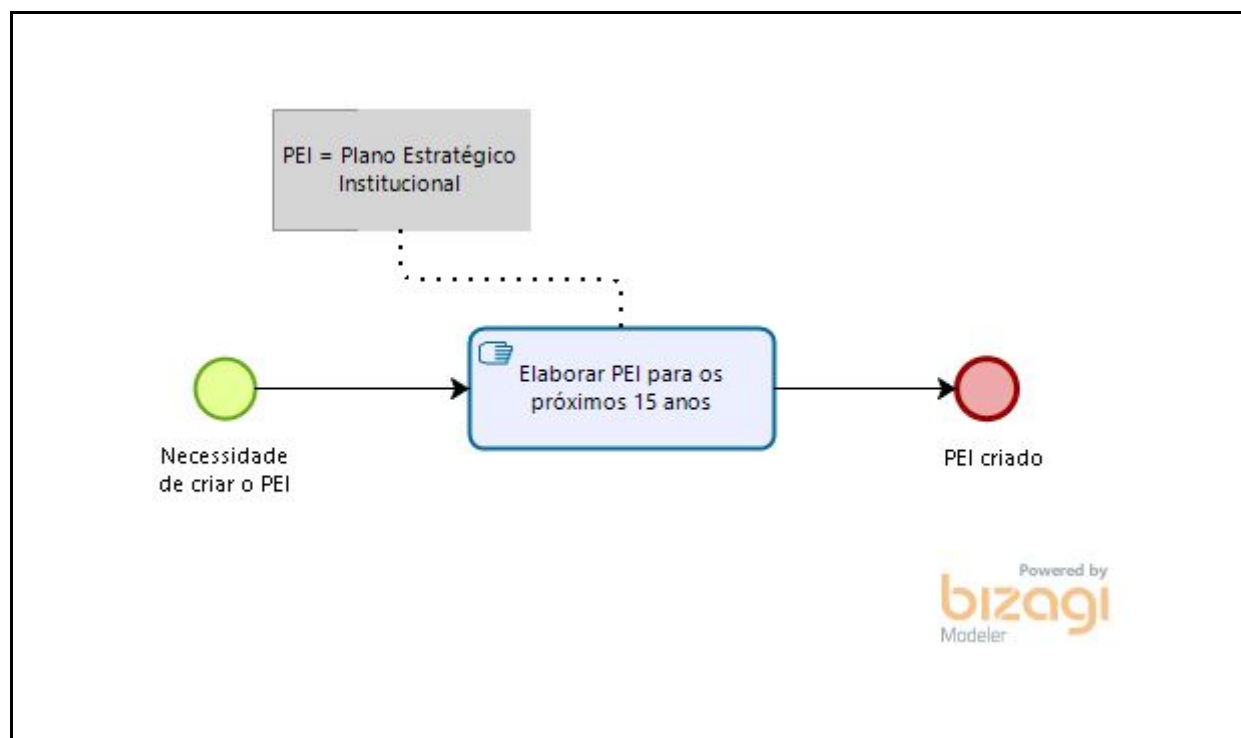 PEI = Plano Estratégico
Institucional
Elaborar PEI para os
próximos 15 anos
Necessidade
de criar o PEI
PEI criado
Powered by
bizagi
Modeler